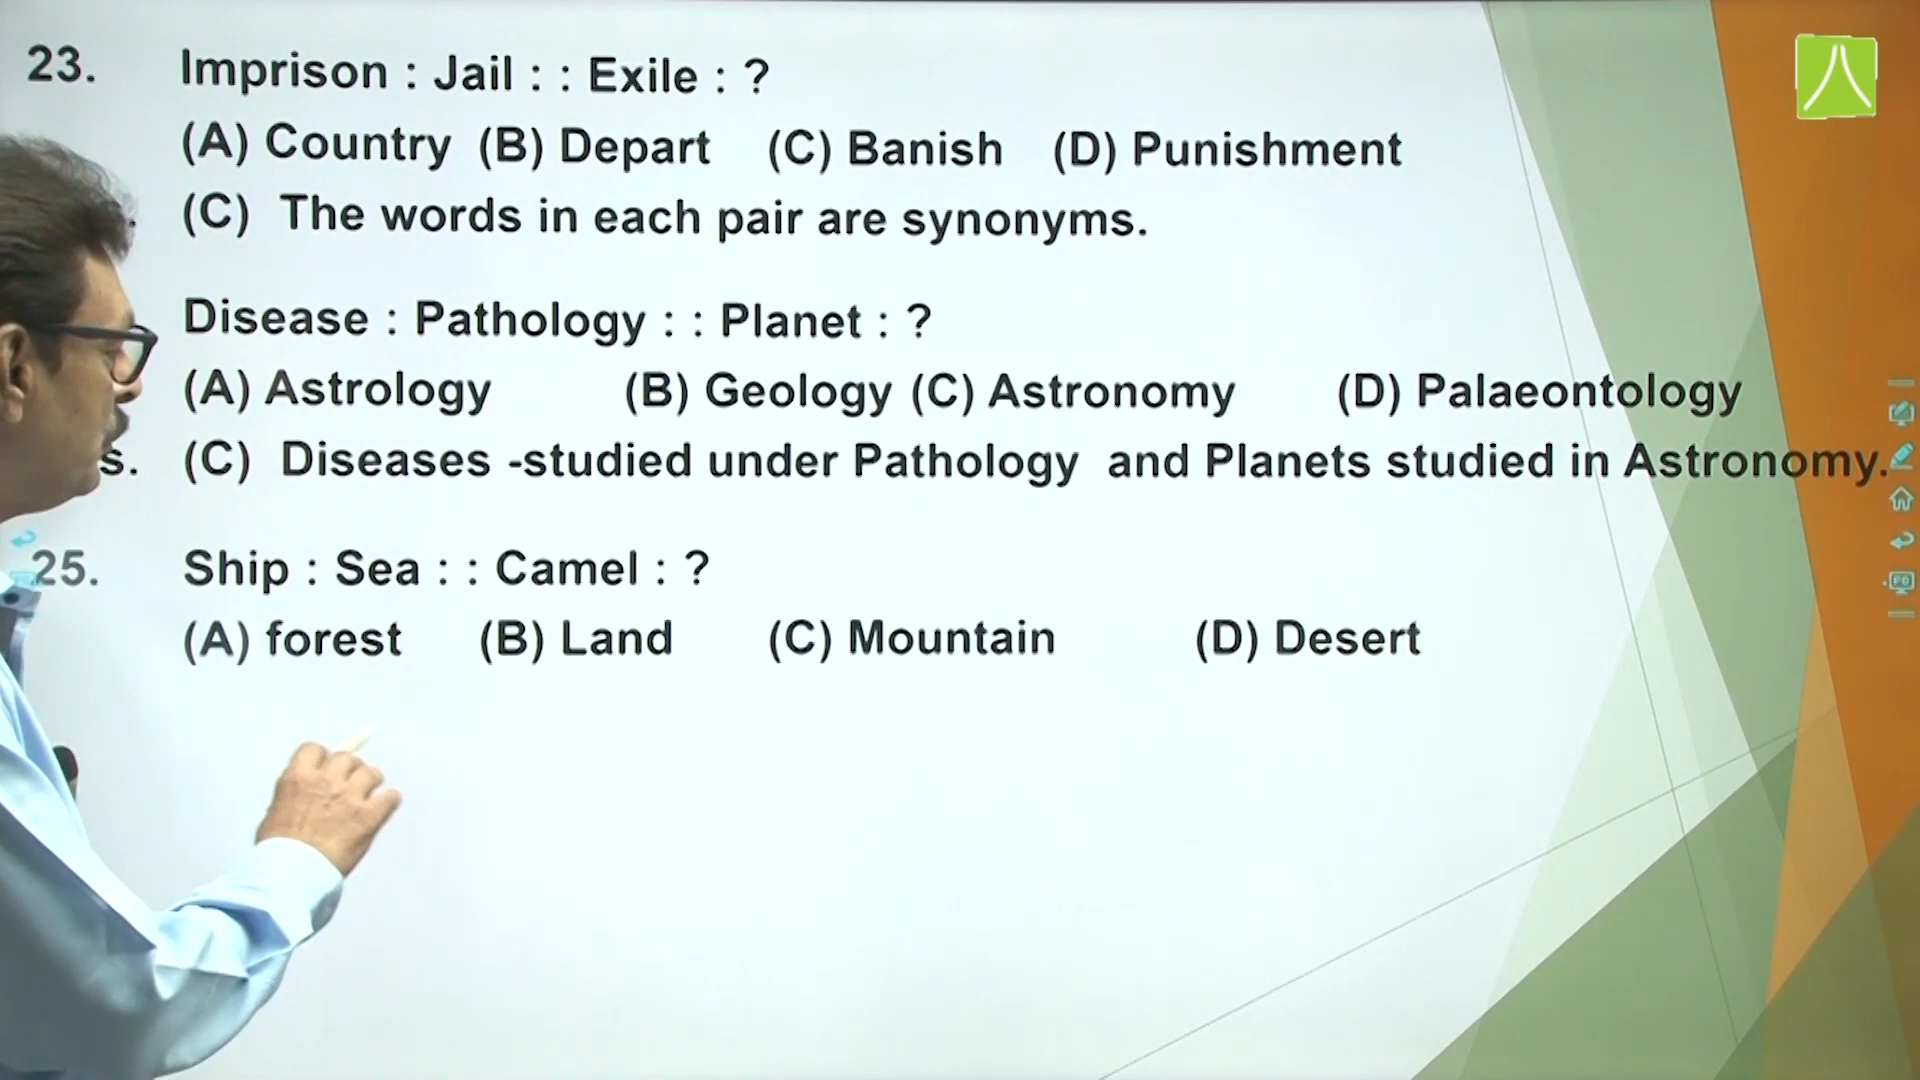 23. Imprison : Jail : : Exile : ?
(A) Country (B) Depart (C) Banish (D) Punishment
(C) The words in each pair are synonyms.
Disease : Pathology : : Planet : ?
(A) Astrology (B) Geology (C) Astronomy (D) Palaeontology
s. (C) Diseases -studied under Pathology and Planets studied in Astronomy.
25. Ship : Sea : : Camel : ?
(A) forest (B) Land (C) Mountain (D) Desert